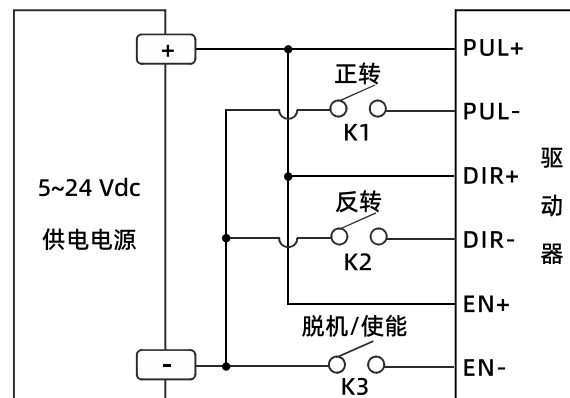 +
PUL+
正转
PUL-
K1
5~24 Vdc
供电电源
DIR+
反转
DIR-
K2
驱
动
器
EN+
脱机/使能
-
EN-
K3